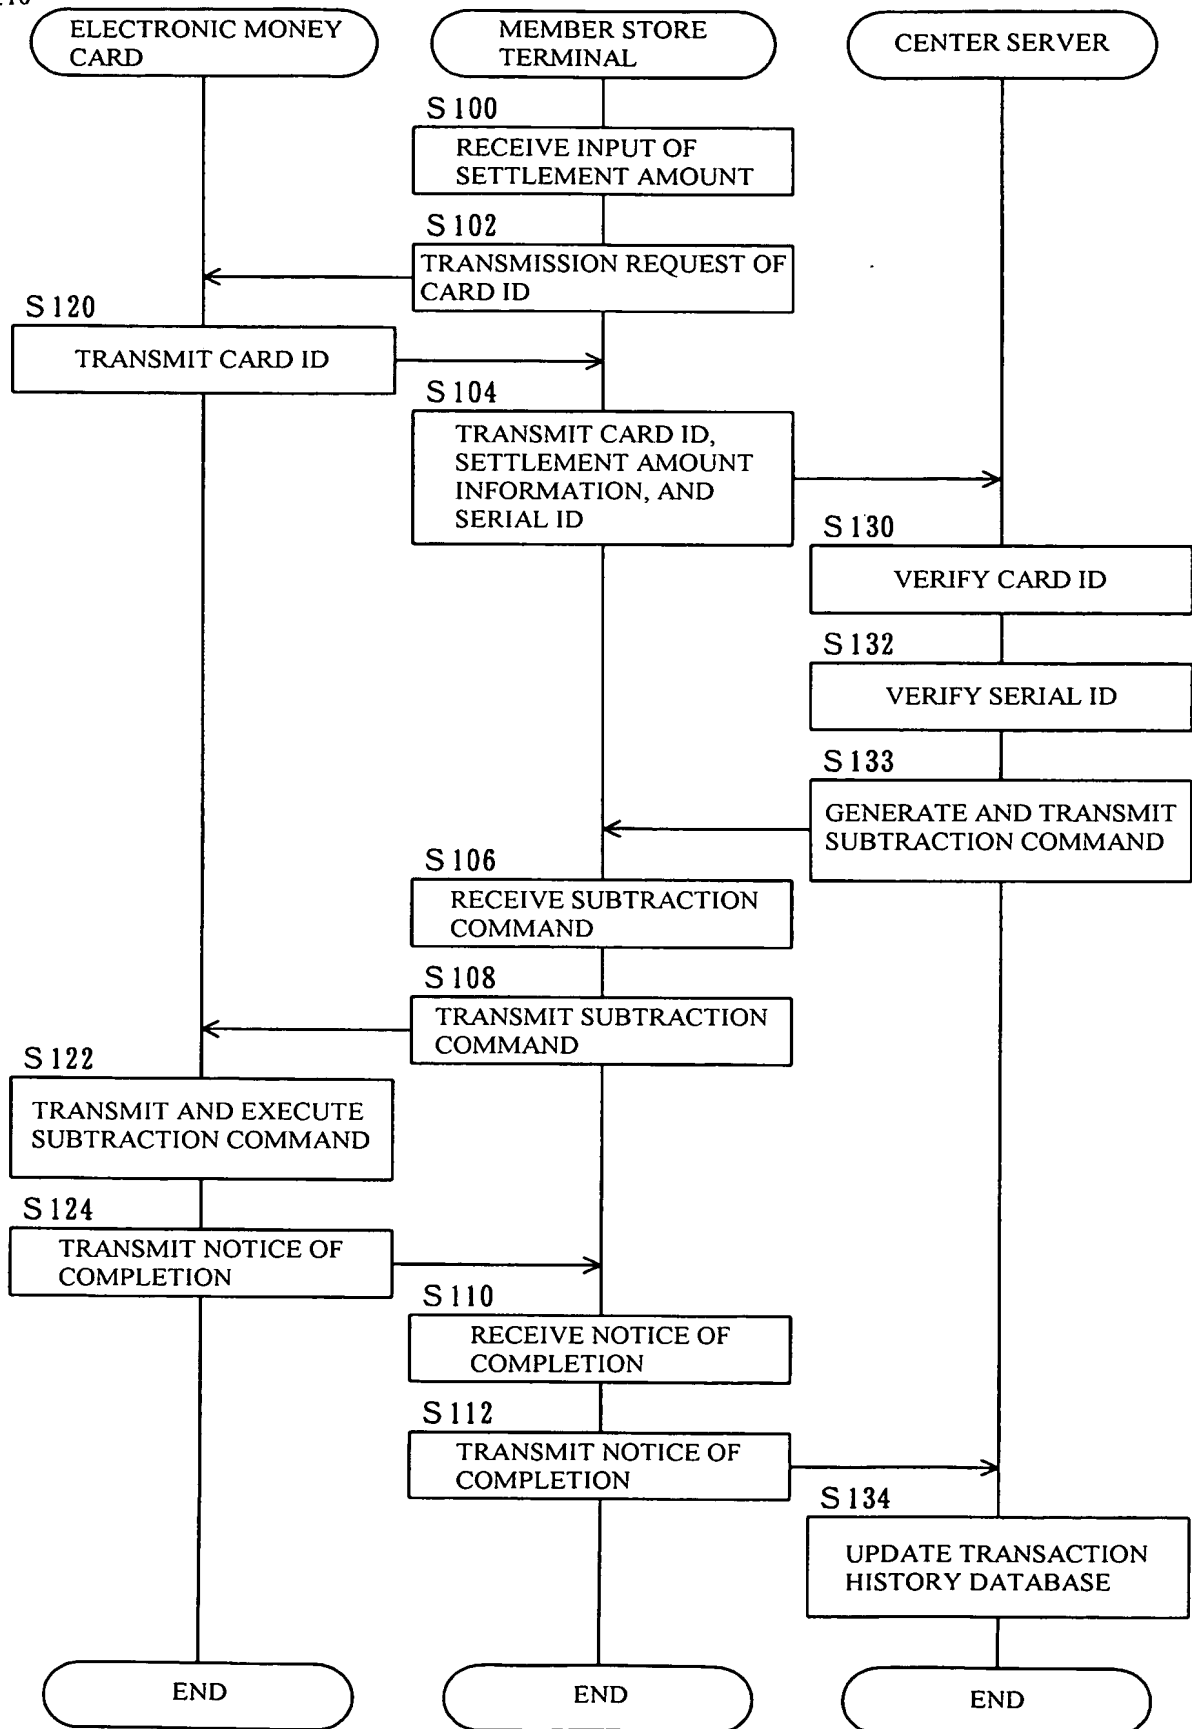 ELECTRONIC MONEY
CARD
MEMBER STORE
TERMINAL
CENTER SERVER
S100
RECEIVE INPUT OF
SETTLEMENT AMOUNT
S102
TRANSMISSION REQUEST OF
CARD ID
S120
TRANSMIT CARD ID
S104
TRANSMIT CARD ID,
SETTLEMENT AMOUNT
INFORMATION, AND
SERIAL ID
S130
VERIFY CARD ID
S132
VERIFY SERIAL ID
S133
GENERATE AND TRANSMIT
SUBTRACTION COMMAND
S106
RECEIVE SUBTRACTION
COMMAND
S108
TRANSMIT SUBTRACTION
COMMAND
S122
TRANSMIT AND EXECUTE
SUBTRACTION COMMAND
S124
TRANSMIT NOTICE OF
COMPLETION
S110
RECEIVE NOTICE OF
COMPLETION
S112
TRANSMIT NOTICE OF
COMPLETION
S134
UPDATE TRANSACTION
HISTORY DATABASE
END
END
END